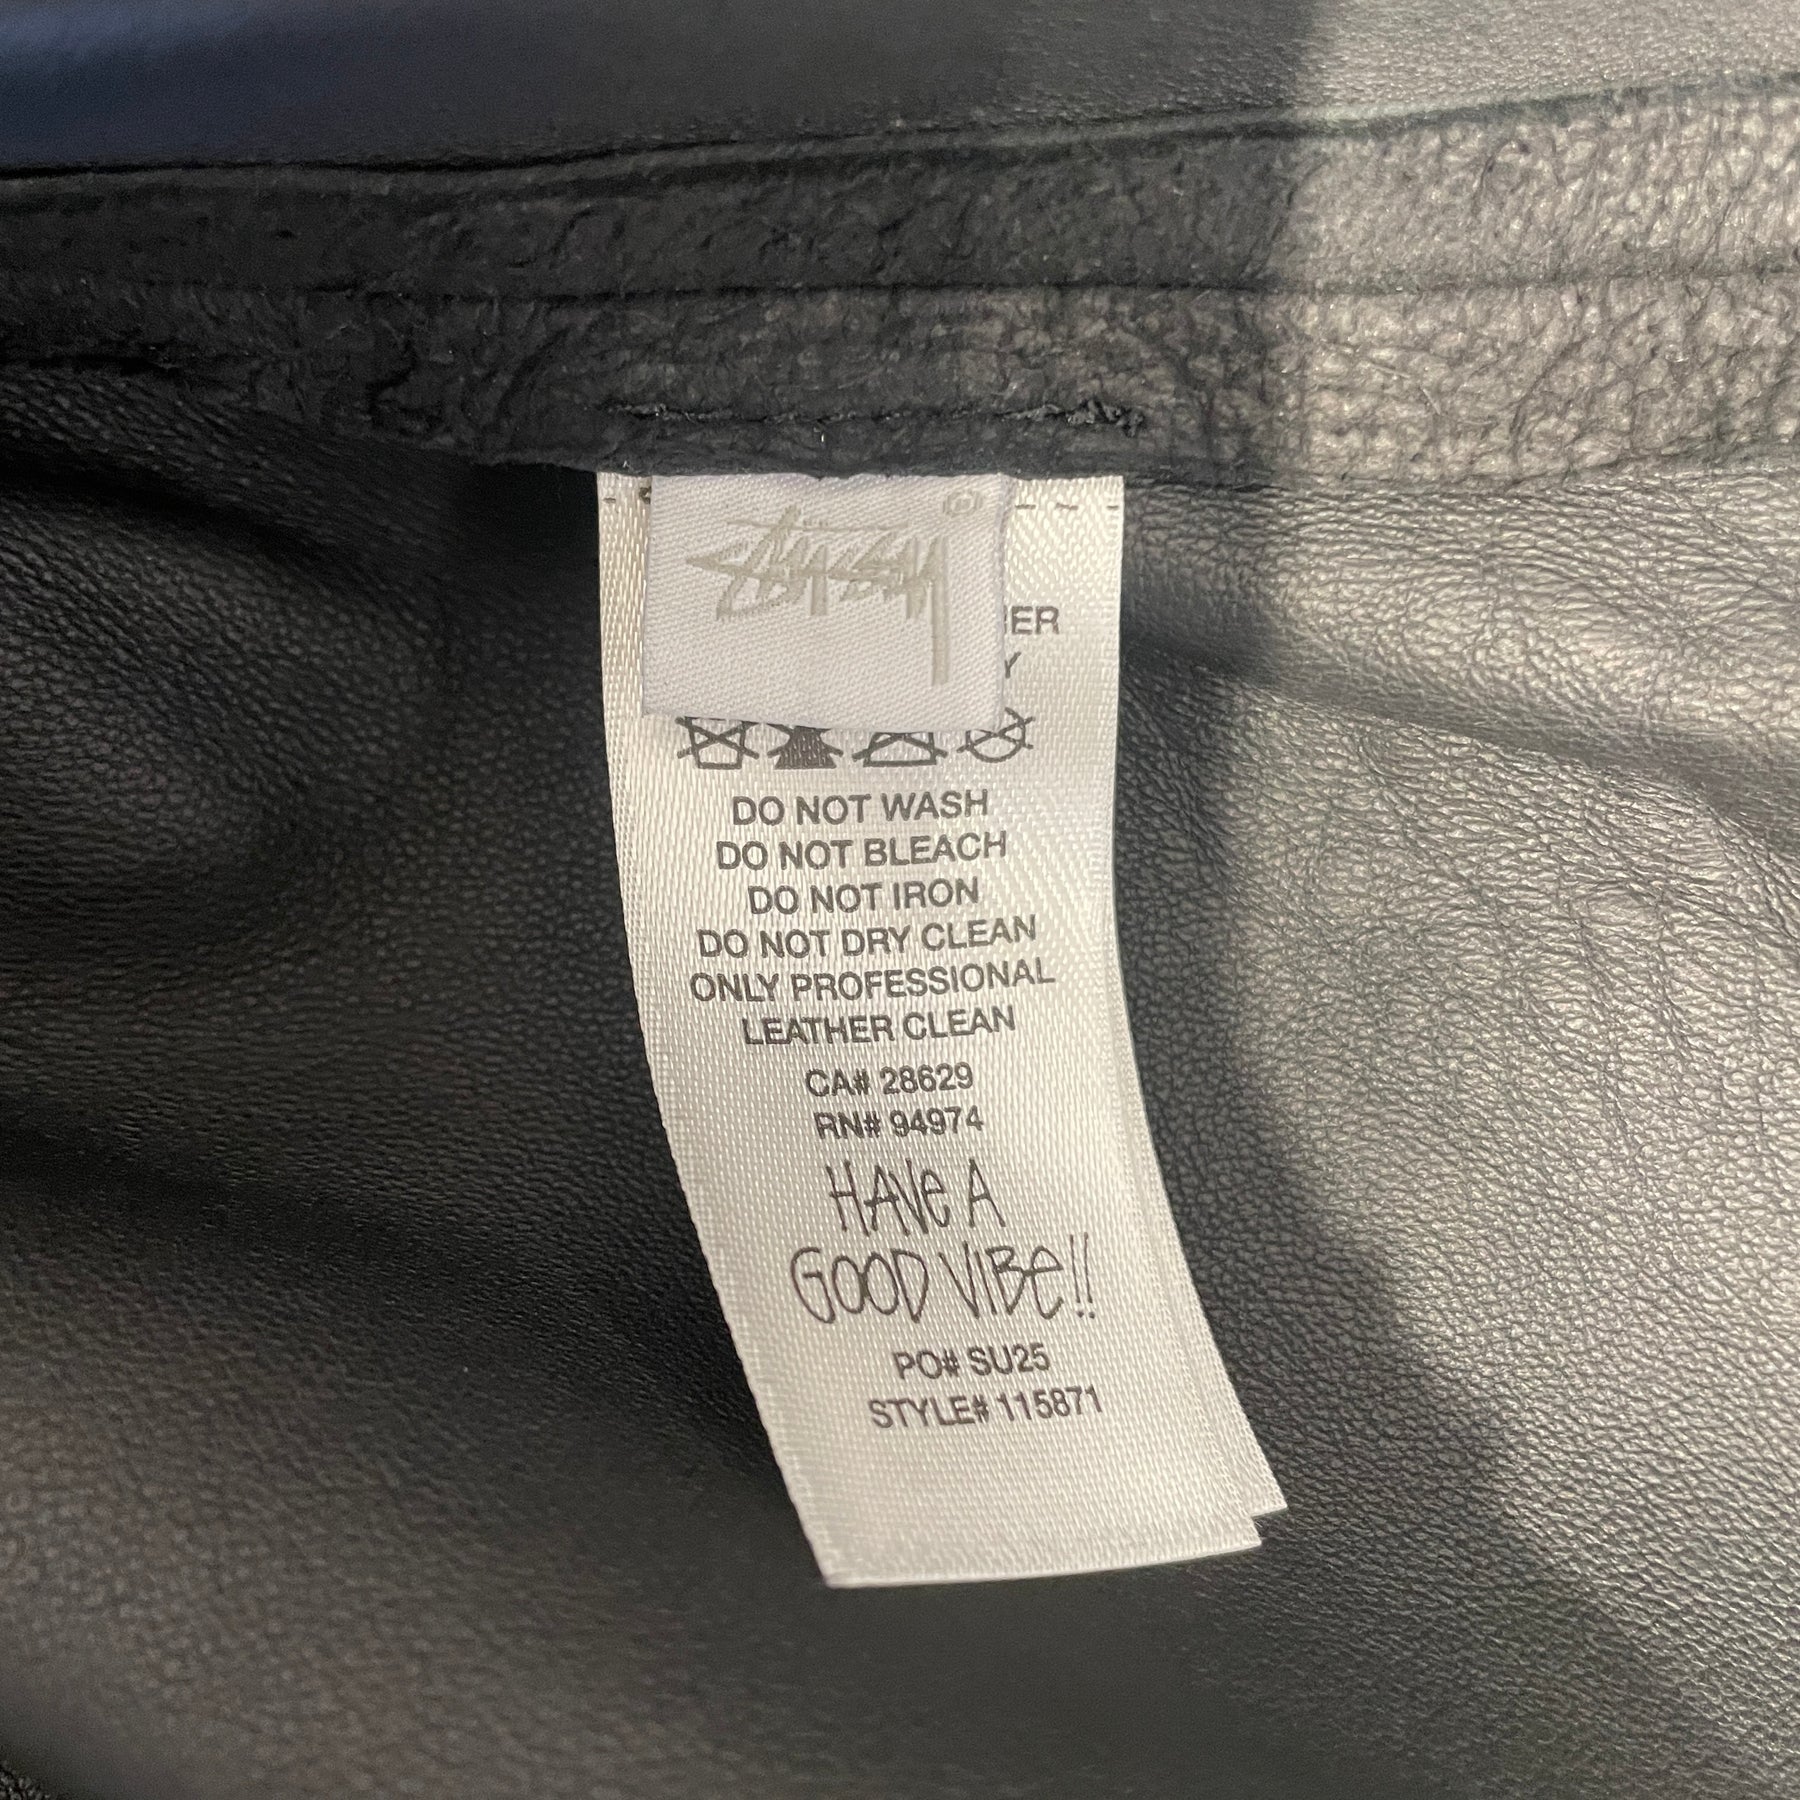 Stüssy ®
DO NOT WASH
DO NOT BLEACH
DO NOT IRON
DO NOT DRY CLEAN
ONLY PROFESSIONAL
LEATHER CLEAN
CA# 28629
RN# 94974
HAVe A
GOOD VIBe!!
PO# SU25
STYLE# 115871